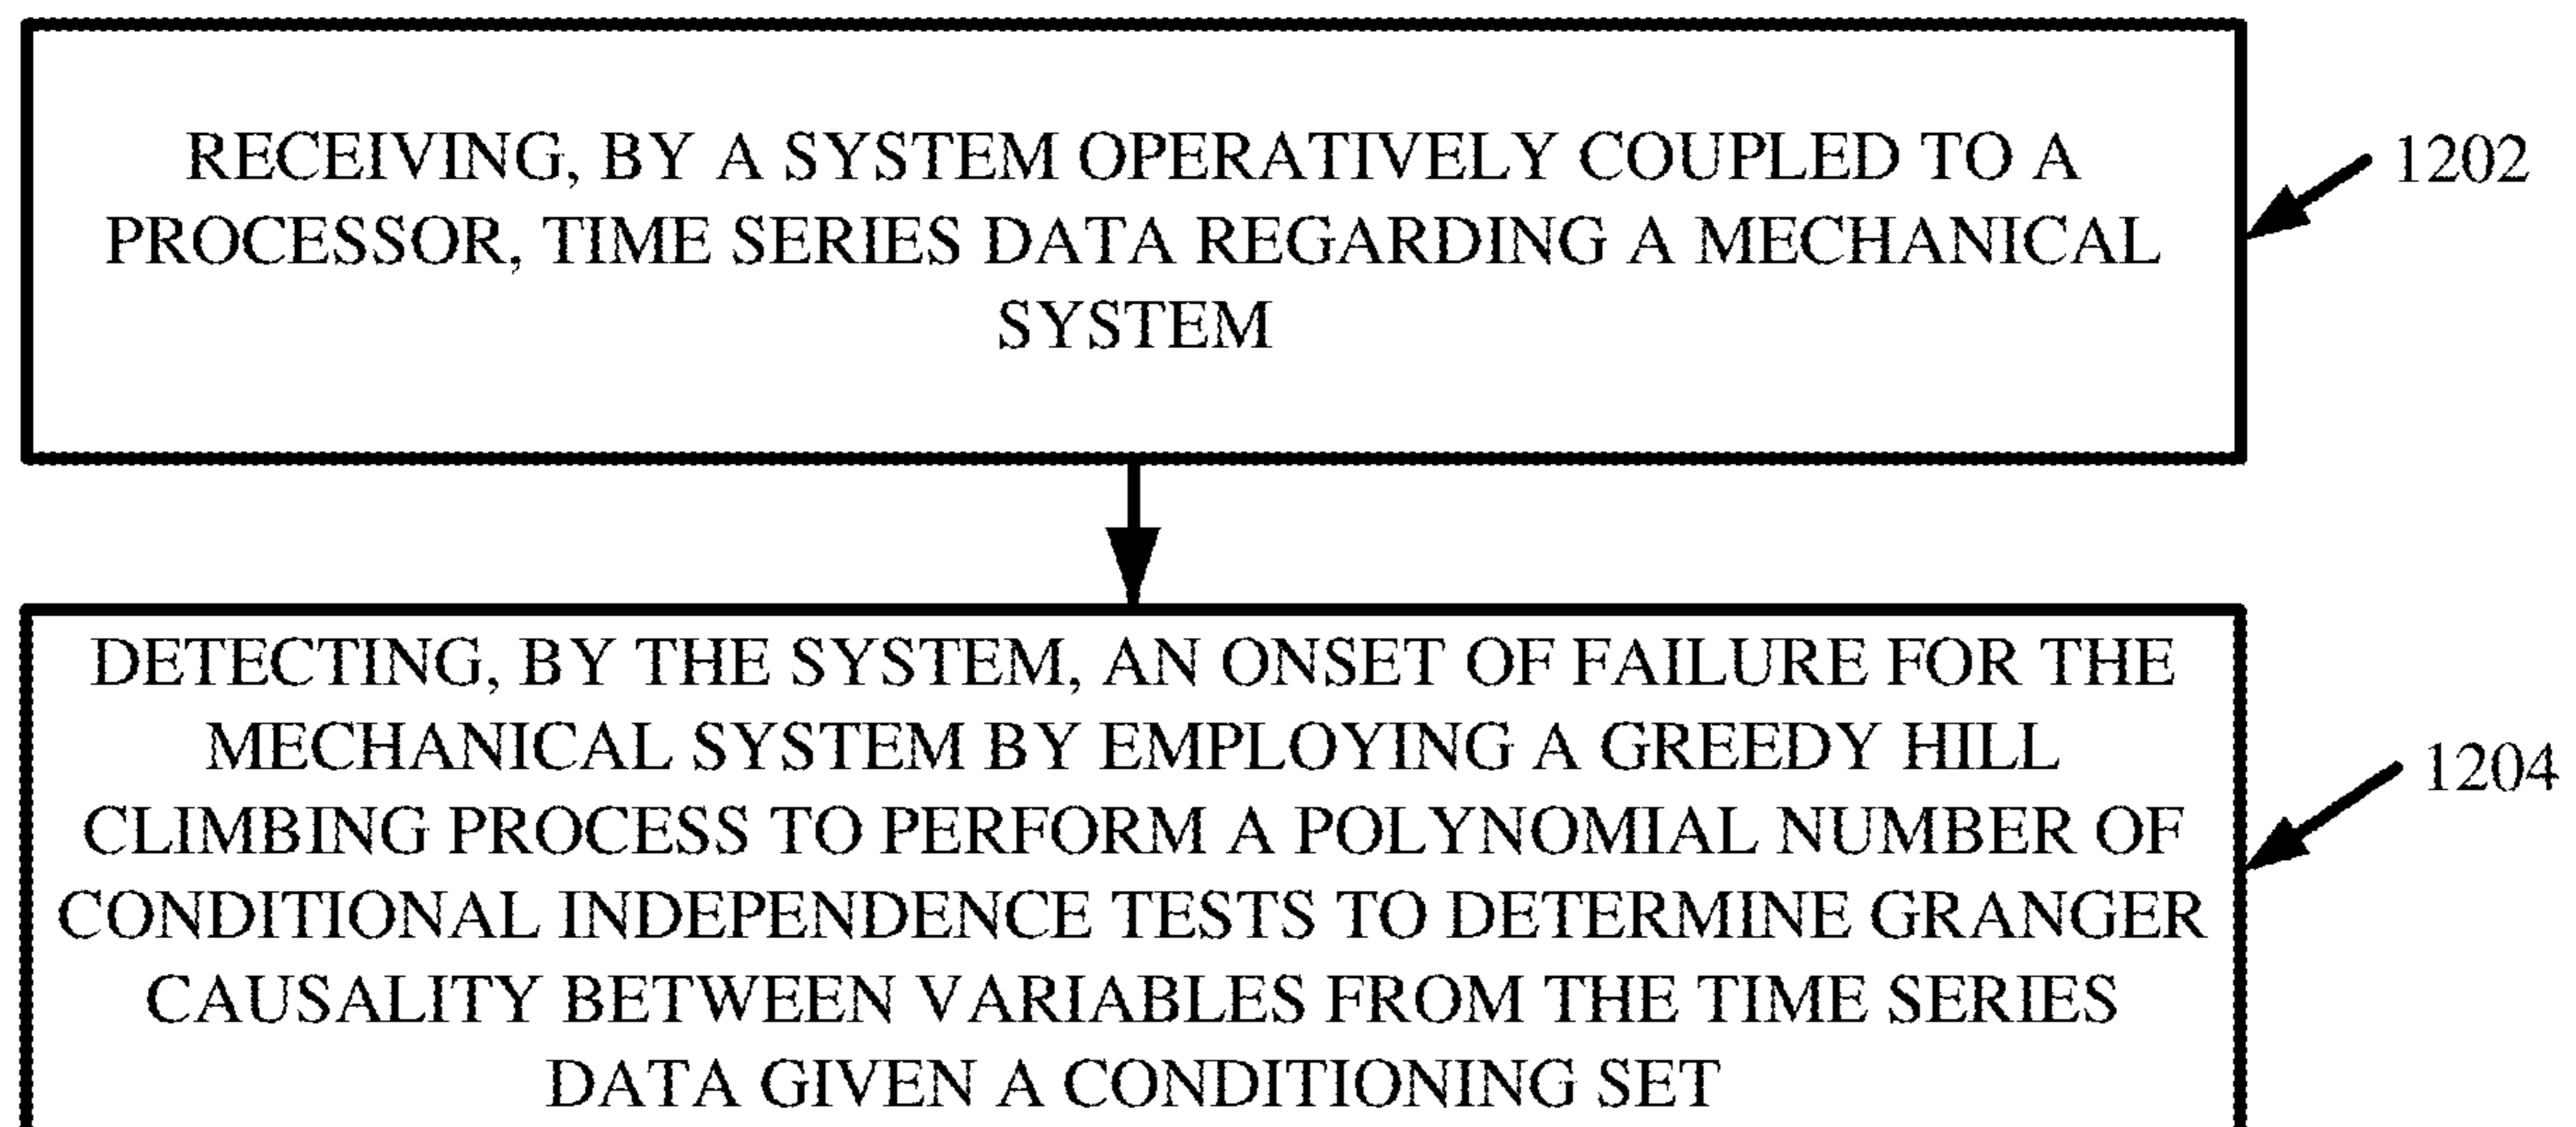 RECEIVING, BY A SYSTEM OPERATIVELY COUPLED TO A
PROCESSOR, TIME SERIES DATA REGARDING A MECHANICAL
SYSTEM
1202
DETECTING, BY THE SYSTEM, AN ONSET OF FAILURE FOR THE
MECHANICAL SYSTEM BY EMPLOYING A GREEDY HILL
CLIMBING PROCESS TO PERFORM A POLYNOMIAL NUMBER OF
CONDITIONAL INDEPENDENCE TESTS TO DETERMINE GRANGER
CAUSALITY BETWEEN VARIABLES FROM THE TIME SERIES
DATA GIVEN A CONDITIONING SET
1204